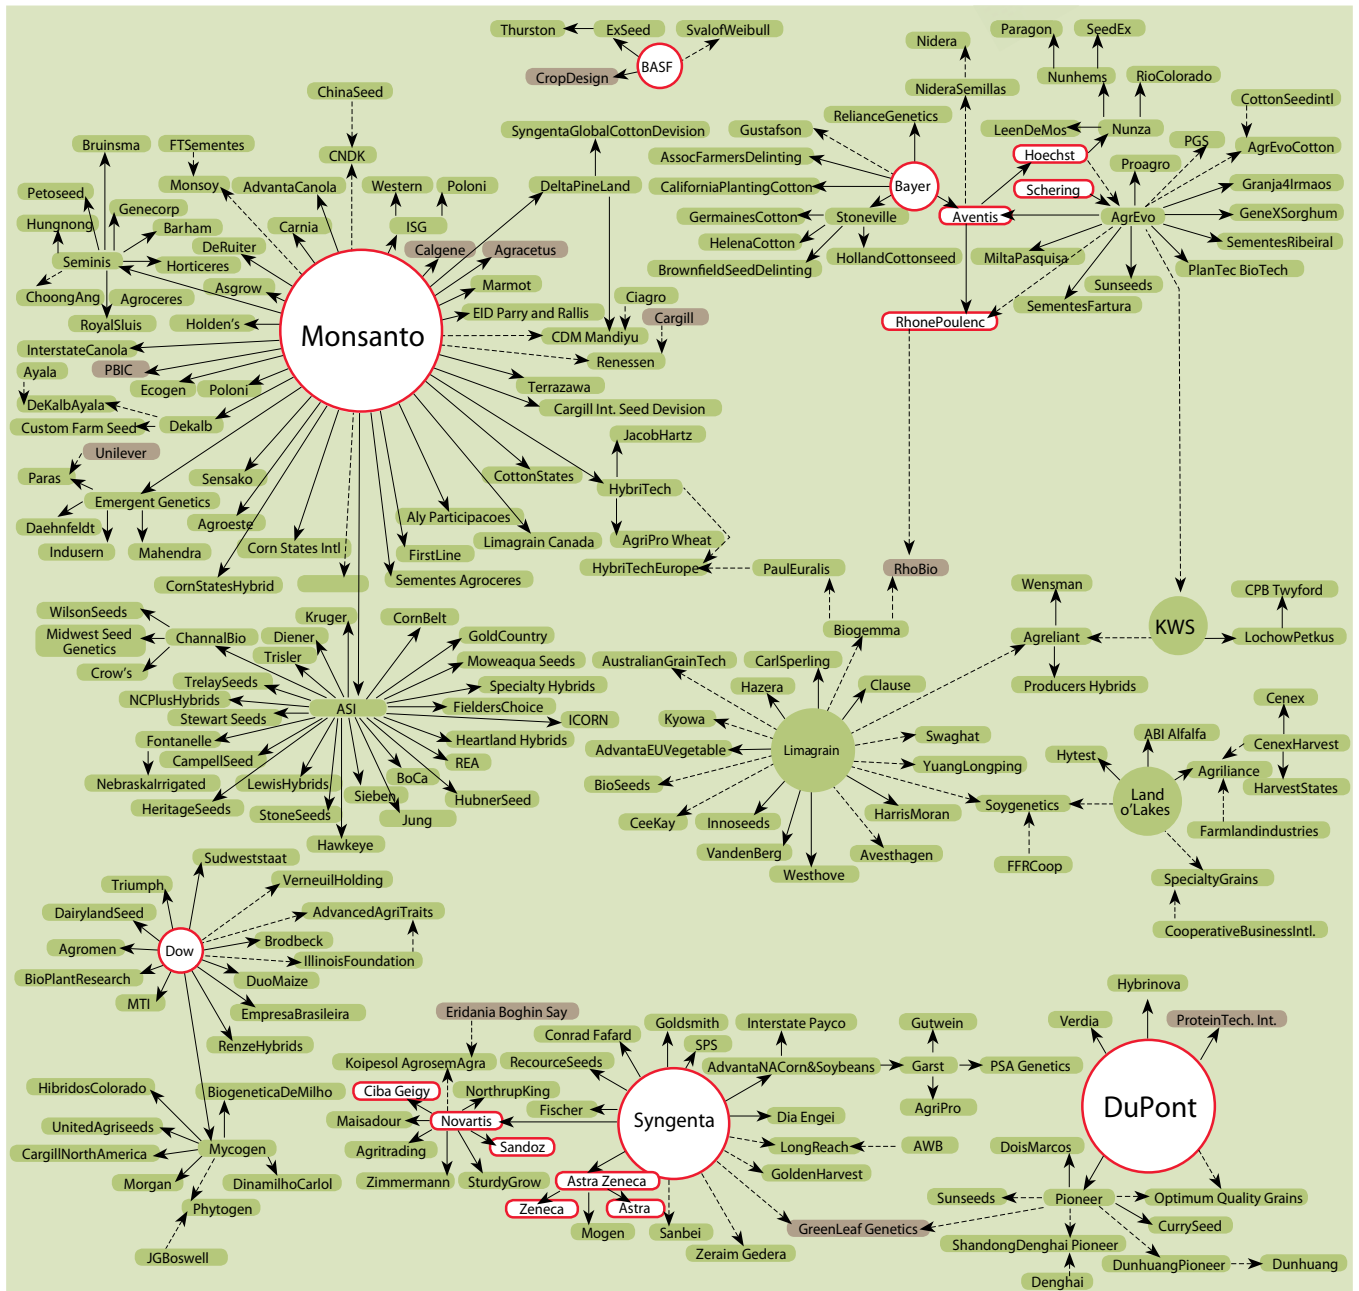 Thurston
ExSeed
SvalofWeibull
BASF
CropDesign
Nidera
Paragon
SeedEx
Nunhems
RioColorado
NideraSemillas
CottonSeedintl
ChinaSeed
SyngentaGlobalCottonDevision
RelianceGenetics
Gustafson
LeenDeMos
Nunza
PGS
AgrEvoCotton
Bruinsma
FTSementes
CNDK
AssocFarmersDelinting
Hoechst
Proagro
Petoseed
Monsoy
AdvantaCanola
Western
Poloni
DeltaPineLand
CaliforniaPlantingCotton
Bayer
Schering
Granja4Irmaos
Hungnong
Genecorp
Barham
Carnia
ISG
GermainesCotton
Stoneville
Aventis
AgrEvo
GeneXSorghum
DeRuiter
Calgene
Agracetus
HelenaCotton
HollandCottonseed
SementesRibeiral
Seminis
Horticeres
BrownfieldSeedDelinting
MiltaPasquisa
PlanTec BioTech
Asgrow
Marmot
Sunseeds
ChoongAng
Agroceres
Ciagro
SementesFartura
RoyalSluis
Holden's
EID Parry and Rallis
Cargill
RhonePoulenc
Monsanto
CDM Mandiyu
InterstateCanola
Renessen
PBIC
Ayala
Ecogen
Poloni
Terrazawa
DeKalbAyala
Cargill Int. Seed Devision
Custom Farm Seed
Dekalb
JacobHartz
Unilever
Paras
Sensako
CottonStates
HybriTech
Emergent Genetics
Daehnfeldt
Agroeste
Aly Participacoes
Indusern
Mahendra
Corn States Intl
FirstLine
Limagrain Canada
AgriPro Wheat
CornStatesHybrid
Sementes Agroceres
HybriTechEurope
PaulEuralis
RhoBio
Wensman
CPB Twyford
WilsonSeeds
Kruger
CornBelt
Biogemma
Agreliant
KWS
LochowPetkus
Midwest Seed
Genetics
ChannalBio
Diener
GoldCountry
Trisler
Moweaqua Seeds
AustralianGrainTech
CarlSperling
Crow's
TrelaySeeds
Specialty Hybrids
Hazera
Clause
Producers Hybrids
NCPlusHybrids
ASI
FieldersChoice
Cenex
Stewart Seeds
ICORN
Kyowa
Fontanelle
Heartland Hybrids
AdvantaEUVegetable
Limagrain
Swaghat
ABI Alfalfa
CenexHarvest
CampellSeed
REA
Hytest
NebraskaIrrigated
LewisHybrids
BoCa
BioSeeds
YuangLongping
Agriliance
HarvestStates
HeritageSeeds
Sieben
HubnerSeed
Soygenetics
Land
o'Lakes
StoneSeeds
Jung
CeeKay
Innoseeds
HarrisMoran
Farmlandindustries
Hawkeye
VandenBerg
Avesthagen
Westhove
FFRCoop
SpecialtyGrains
Sudweststaat
Triumph
VerneuilHolding
DairylandSeed
AdvancedAgriTraits
CooperativeBusinessIntl.
Agromen
Dow
Brodbeck
IllinoisFoundation
BioPlantResearch
DuoMaize
MTI
EmpresaBrasileira
Hybrinova
RenzeHybrids
Eridania Boghin Say
Goldsmith
Interstate Payco
Gutwein
Verdia
ProteinTech. Int.
Conrad Fafard
SPS
Koipesol AgrosemAgra
RecourseSeeds
AdvantaNACorn&Soybeans
Garst
PSA Genetics
HibridosColorado
BiogeneticaDeMilho
Ciba Geigy
NorthrupKing
Fischer
AgriPro
DuPont
UnitedAgriseeds
Maisadour
Novartis
Syngenta
Dia Engei
CargillNorthAmerica
Mycogen
Agritrading
Sandoz
LongReach
AWB
DoisMarcos
Morgan
DinamilhoCarlol
Zimmermann
SturdyGrow
Astra Zeneca
GoldenHarvest
Phytogen
Zeneca
Astra
Sunseeds
Pioneer
Optimum Quality Grains
Mogen
Sanbei
GreenLeaf Genetics
CurrySeed
JGBoswell
Zeraim Gedera
ShandongDenghai Pioneer
DunhuangPioneer
Dunhuang
Denghai